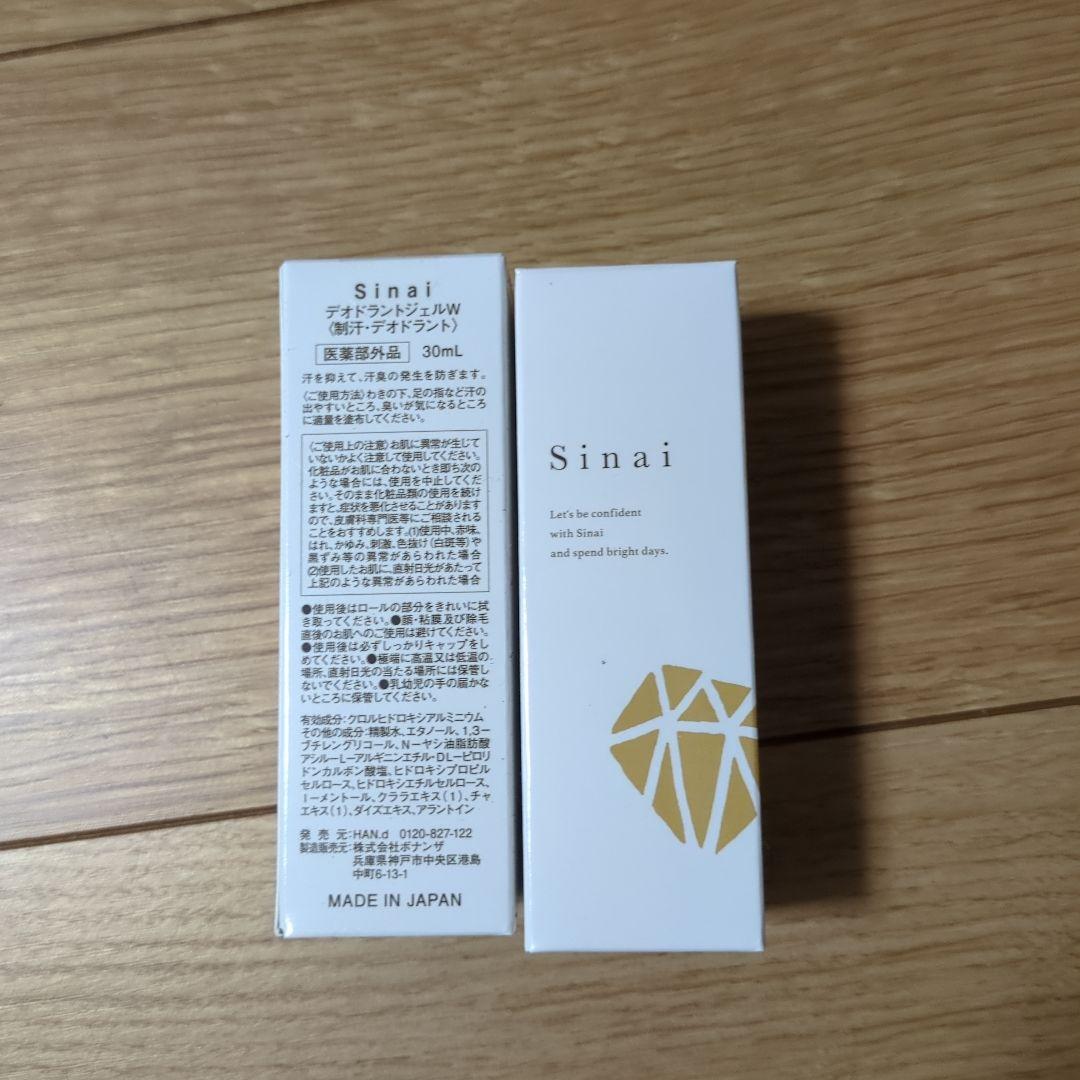 Sinai
デオドラントジェルW
〈制汗・デオドラント〉
医薬部外品 30mL
汗を抑えて、汗臭の発生を防ぎます。
〈ご使用方法〉わきの下、足の指など汗の
出やすいところ、臭いが気になるところ
に適量を塗布してください。
〈ご使用上の注意〉お肌に異常が生じて
いないかよく注意して使用してください。
化粧品がお肌に合わないとき即ち次の
ような場合には、使用を中止してくだ
さい。そのまま化粧品類の使用を続け
ますと、症状を悪化させることがあります
ので、皮膚科専門医等にご相談される
ことをおすすめします。(1)使用中、赤味、
はれ、かゆみ、刺激、色抜け(白斑等)や
黒ずみ等の異常があらわれた場合
(2)使用したお肌に、直射日光があたって
上記のような異常があらわれた場合
●使用後はロールの部分をきれいに拭
き取ってください。●顔・粘膜及び除毛
直後のお肌へのご使用は避けてください。
●使用後は必ずしっかりキャップをし
めてください。●極端に高温又は低温の
場所、直射日光の当たる場所には保管し
ないでください。●乳幼児の手の届かな
いところに保管してください。
有効成分：クロルヒドロキシアルミニウム
その他の成分：精製水、エタノール、1,3ー
ブチレングリコール、Nーヤシ油脂肪酸
アシルーLーアルギニンエチル・DLーピロリ
ドンカルボン酸塩、ヒドロキシプロピル
セルロース、ヒドロキシエチルセルロース、
lーメントール、クララエキス(1)、チャ
エキス(1)、ダイズエキス、アラントイン
発売元：HAN.d 0120-827-122
製造販売元：株式会社ボナンザ
兵庫県神戸市中央区港島
中町6-13-1
MADE IN JAPAN
Sinai
Let's be confident
with Sinai
and spend bright days.